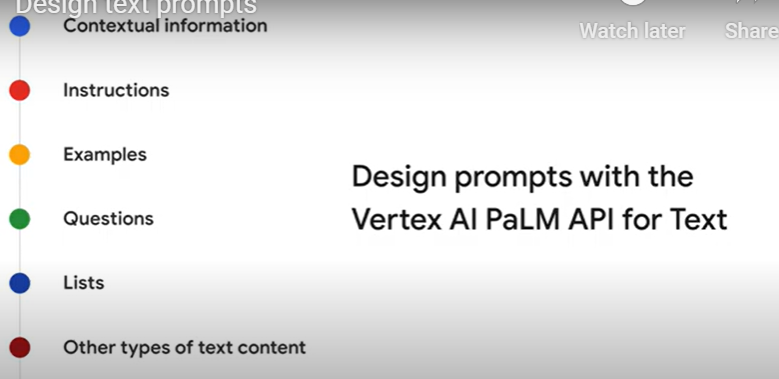 Design text prompts
Watch later
Share
Contextual information
Instructions
Examples
Questions
Lists
Other types of text content
Design prompts with the
Vertex AI PaLM API for Text